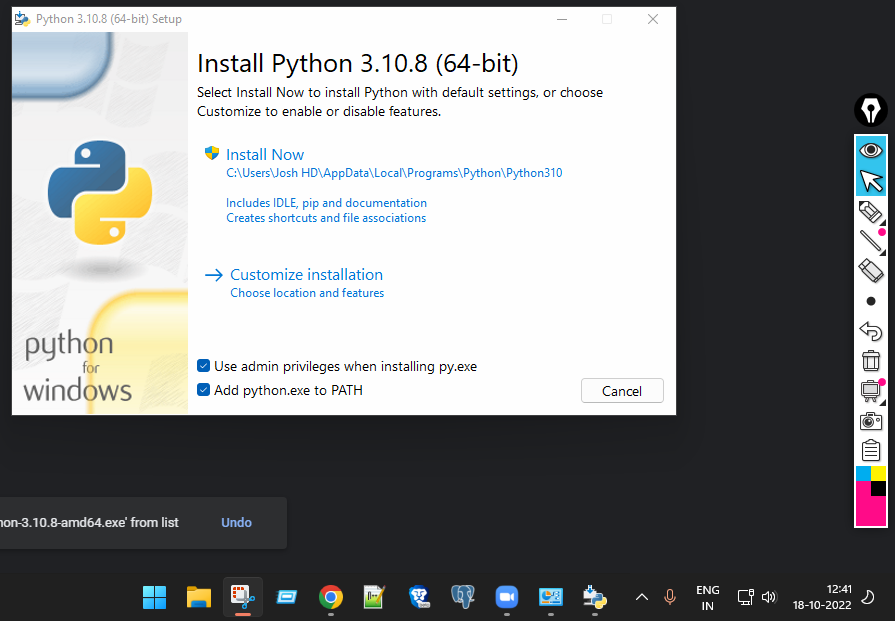 Python 3.10.8 (64-bit) Setup
Install Python 3.10.8 (64-bit)
Select Install Now to install Python with default settings, or choose
Customize to enable or disable features.
Install Now
C:\Users\Josh HD\AppData\Local\Programs\Python\Python310
Includes IDLE, pip and documentation
Creates shortcuts and file associations
Customize installation
Choose location and features
python
for
windows
Use admin privileges when installing py.exe
Add python.exe to PATH
Cancel
on-3.10.8-amd64.exe' from list
Undo
ENG
IN
12:41
18-10-2022